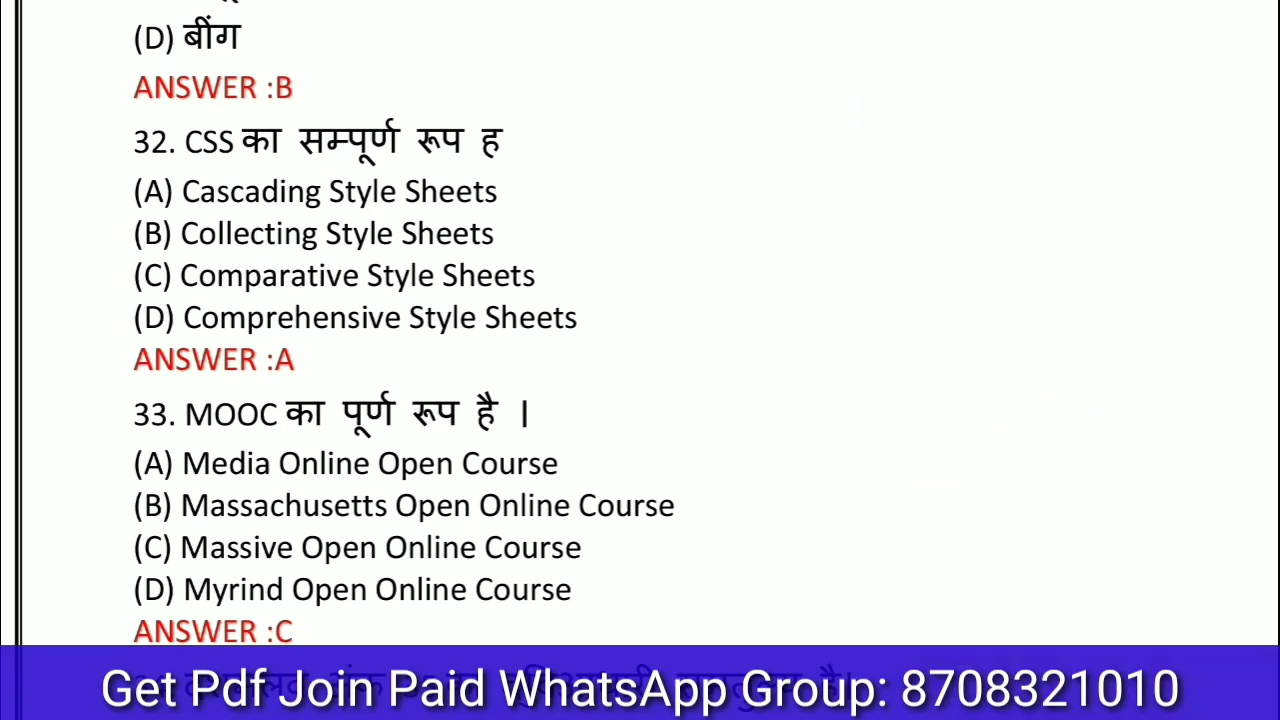 (D) बींग
ANSWER :B
32. CSS का सम्पूर्ण रूप ह
(A) Cascading Style Sheets
(B) Collecting Style Sheets
(C) Comparative Style Sheets
(D) Comprehensive Style Sheets
ANSWER :A
33. MOOC का पूर्ण रूप है ।
(A) Media Online Open Course
(B) Massachusetts Open Online Course
(C) Massive Open Online Course
(D) Myrind Open Online Course
ANSWER :C
Get Pdf Join Paid WhatsApp Group: 8708321010